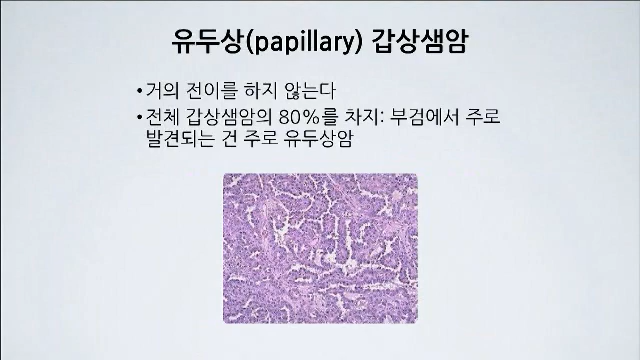 유두상(papillary) 갑상샘암
•거의 전이를 하지 않는다
•전체 갑상샘암의 80%를 차지: 부검에서 주로
발견되는 건 주로 유두상암